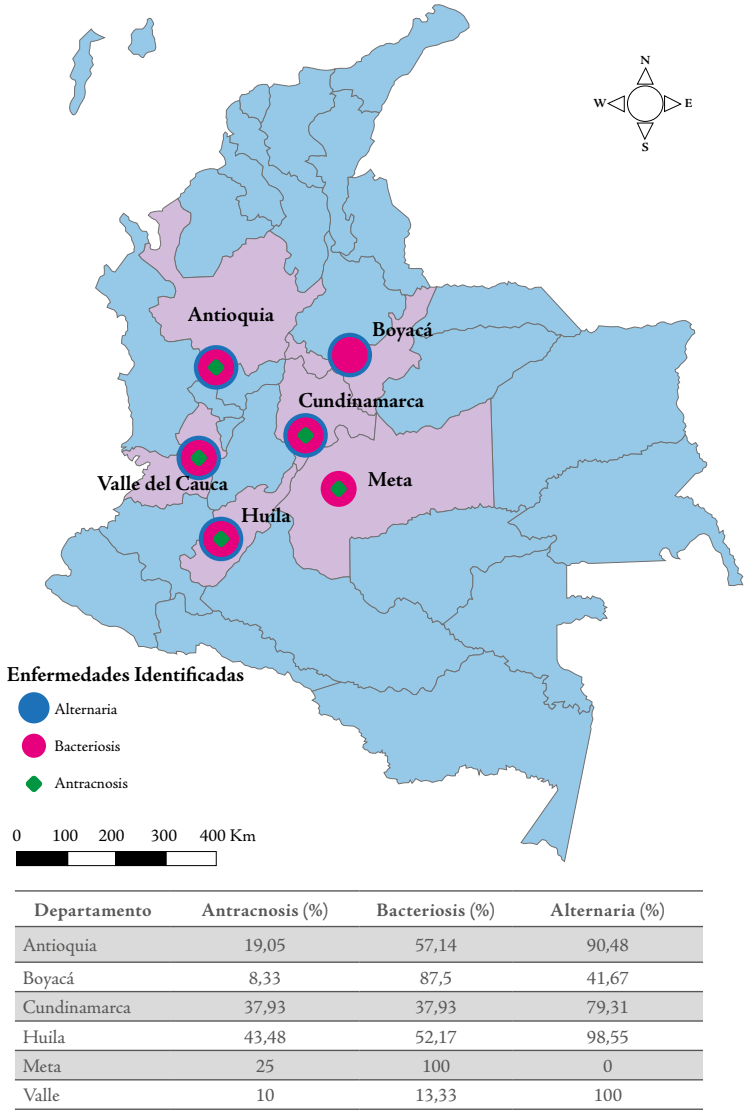 N
W E
S
Antioquia
Boyacá
Cundinamarca
Meta
Valle del Cauca
Huila
Enfermedades Identificadas
Alternaria
Bacteriosis
Antracnosis
0 100 200 300 400 Km
Departamento Antracnosis (%) Bacteriosis (%) Alternaria (%)
Antioquia 19,05 57,14 90,48
Boyacá 8,33 87,5 41,67
Cundinamarca 37,93 37,93 79,31
Huila 43,48 52,17 98,55
Meta 25 100 0
Valle 10 13,33 100